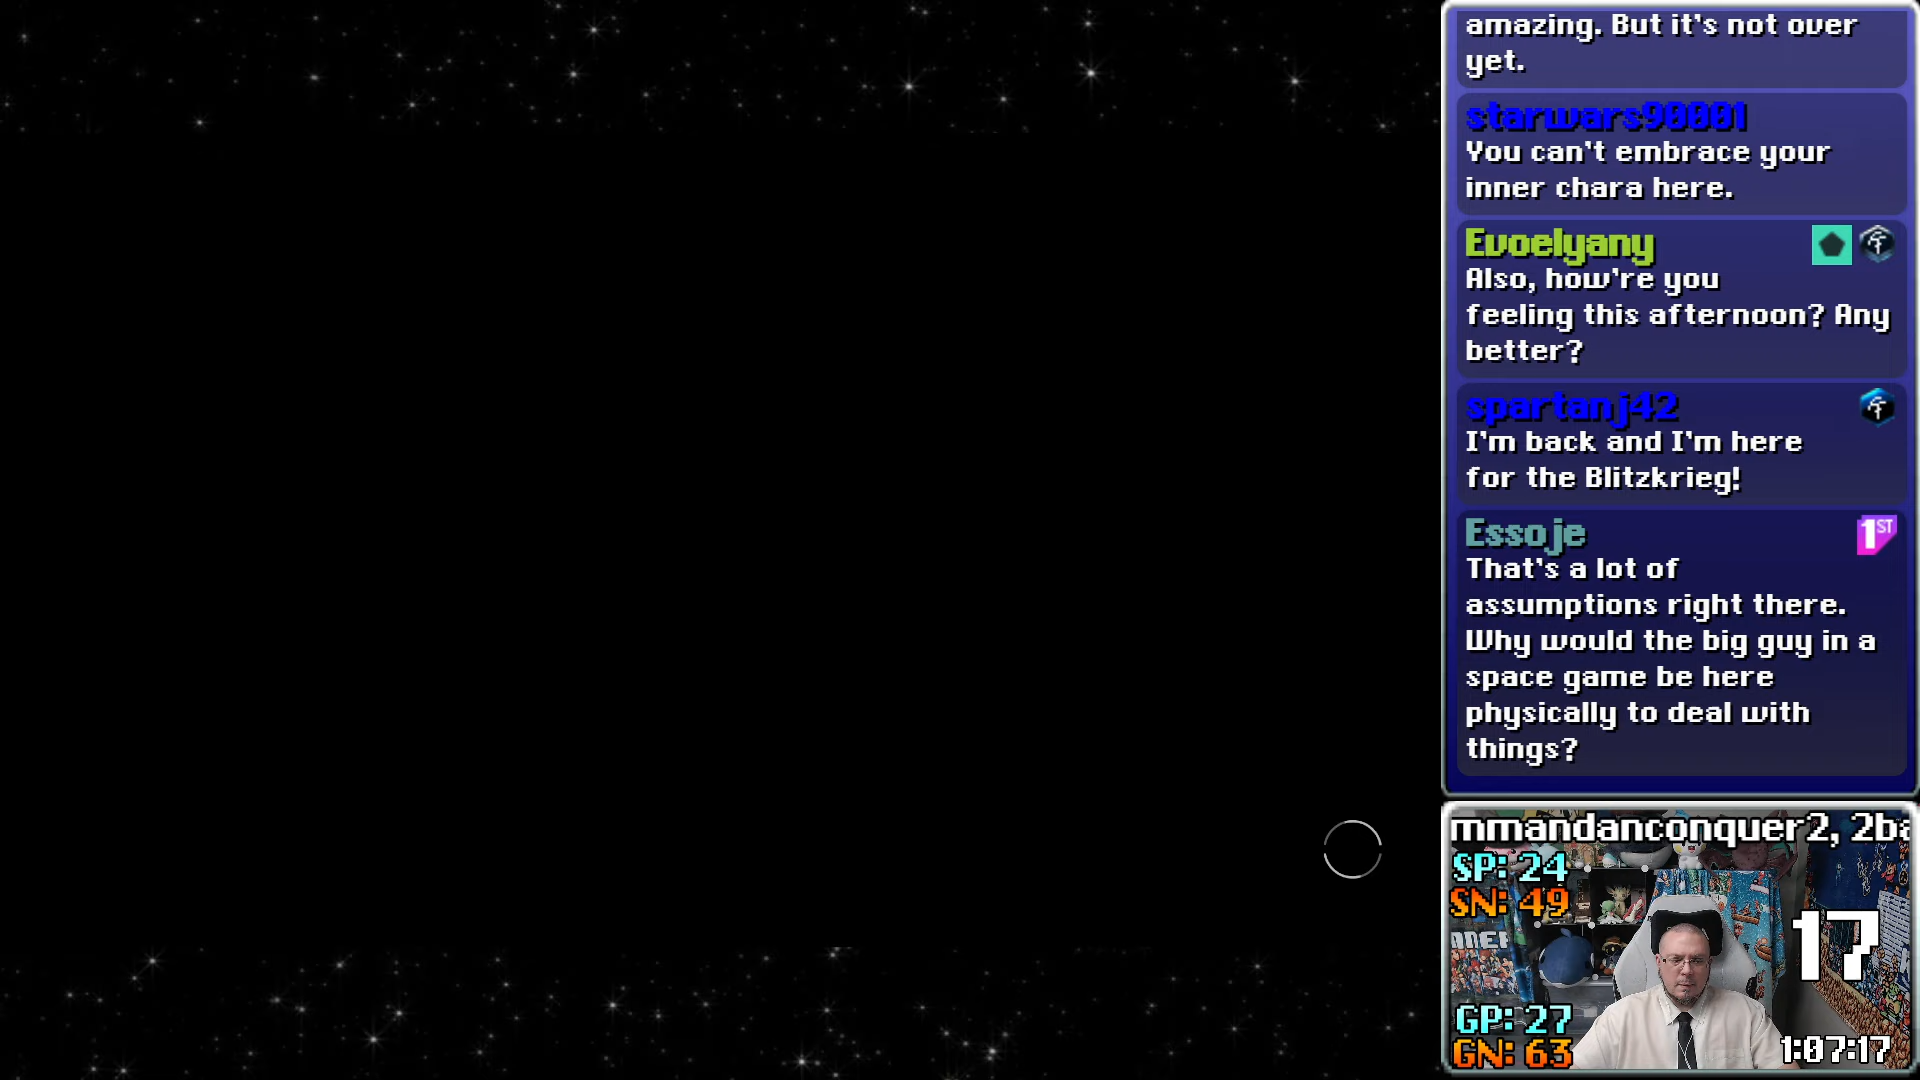 amazing. But it's not over
yet.
starwars90001
You can't embrace your
inner chara here.
Evoelyany
Also, how're you
feeling this afternoon? Any
better?
spartanj42
I'm back and I'm here
for the Blitzkrieg!
Essoje
1ST
That's a lot of
assumptions right there.
Why would the big guy in a
space game be here
physically to deal with
things?
mmandanconquer2, 2ba
SP: 24
SN: 49
17
GP: 27
GN: 63
1:07:17